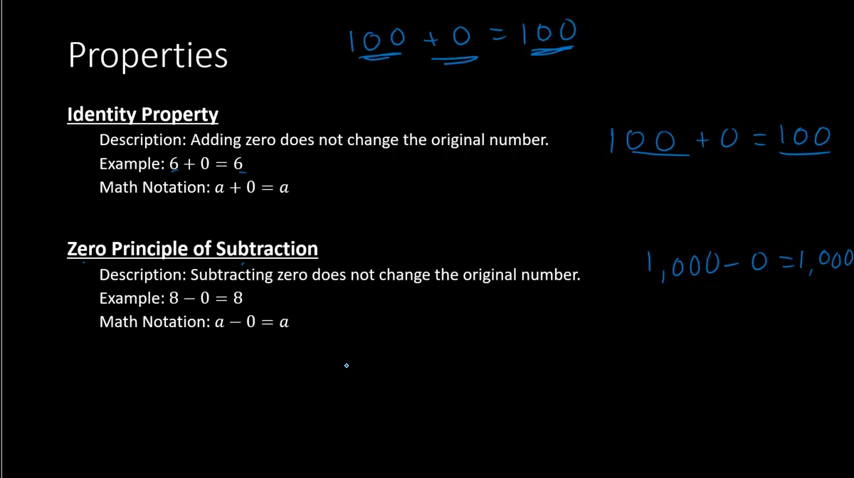 Properties
100 + 0 = 100
Identity Property
Description: Adding zero does not change the original number.
Example: 6 + 0 = 6
Math Notation: a + 0 = a
100 + 0 = 100
Zero Principle of Subtraction
Description: Subtracting zero does not change the original number.
Example: 8 − 0 = 8
Math Notation: a − 0 = a
1,000 − 0 = 1,000